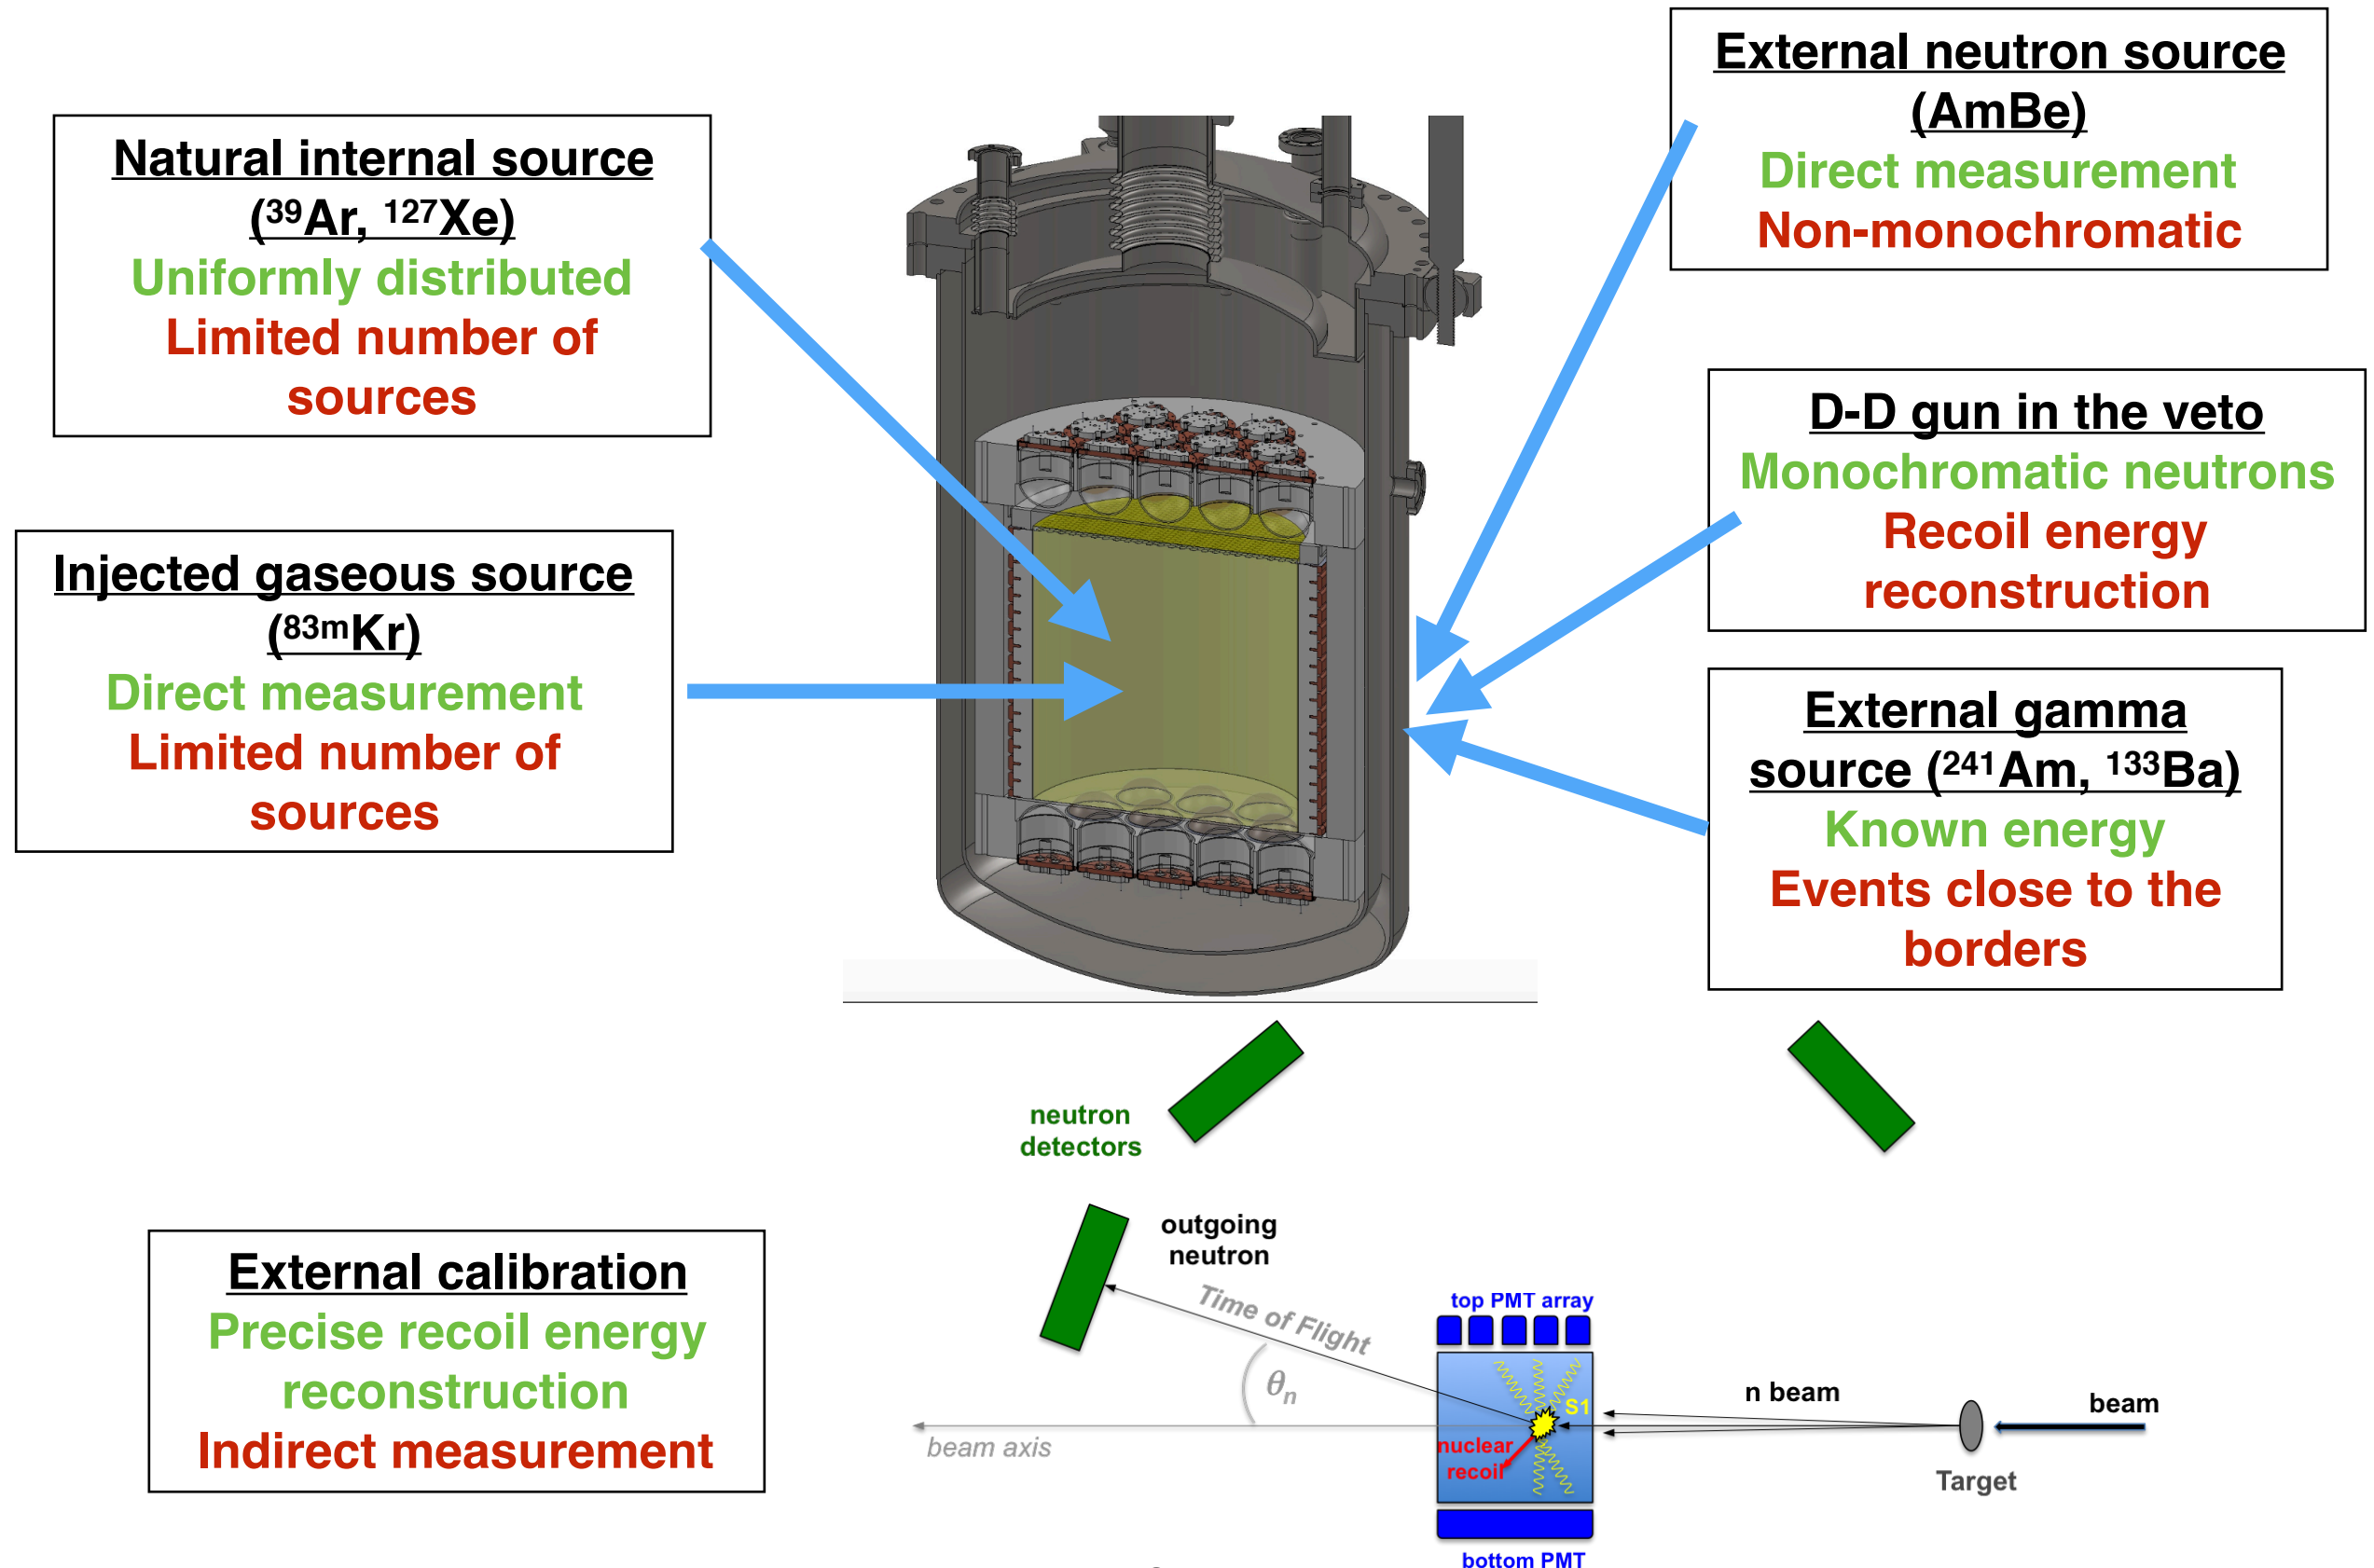 Natural internal source
(³⁹Ar, ¹²⁷Xe)
Uniformly distributed
Limited number of
sources
Injected gaseous source
(⁸³ᵐKr)
Direct measurement
Limited number of
sources
External neutron source
(AmBe)
Direct measurement
Non-monochromatic
D-D gun in the veto
Monochromatic neutrons
Recoil energy
reconstruction
External gamma
source (²⁴¹Am, ¹³³Ba)
Known energy
Events close to the
borders
External calibration
Precise recoil energy
reconstruction
Indirect measurement
neutron
detectors
outgoing
neutron
Time of Flight
θₙ
beam axis
top PMT array
S1
nuclear
recoil
n beam
beam
Target
bottom PMT